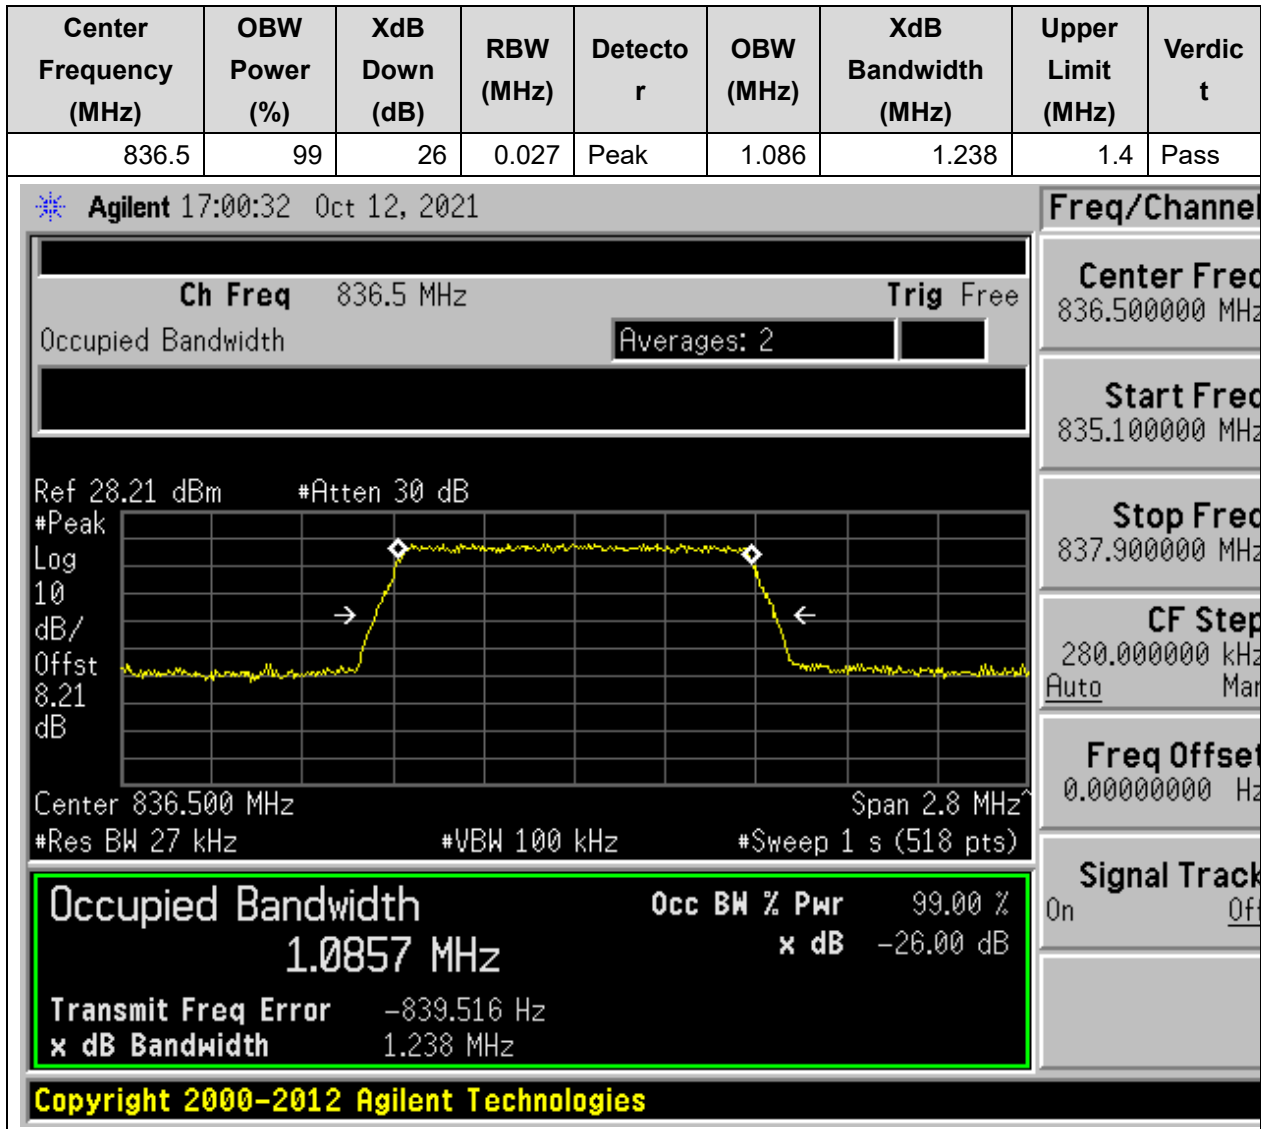 Center Frequency (MHz) OBW Power (%) XdB Down (dB) RBW (MHz) Detector OBW (MHz) XdB Bandwidth (MHz) Upper Limit (MHz) Verdict
836.5 99 26 0.027 Peak 1.086 1.238 1.4 Pass
Agilent 17:00:32 Oct 12, 2021
Freq/Channel
Ch Freq 836.5 MHz Trig Free
Occupied Bandwidth Averages: 2
Center Freq
836.500000 MHz
Start Freq
835.100000 MHz
Stop Freq
837.900000 MHz
CF Step
280.000000 kHz
Auto Man
Freq Offset
0.00000000 Hz
Signal Track
On Off
Ref 28.21 dBm #Atten 30 dB
#Peak
Log
10
dB/
Offst
8.21
dB
Center 836.500 MHz Span 2.8 MHz^
#Res BW 27 kHz #VBW 100 kHz #Sweep 1 s (518 pts)
Occupied Bandwidth Occ BW % Pwr 99.00 %
1.0857 MHz x dB -26.00 dB
Transmit Freq Error -839.516 Hz
x dB Bandwidth 1.238 MHz
Copyright 2000-2012 Agilent Technologies